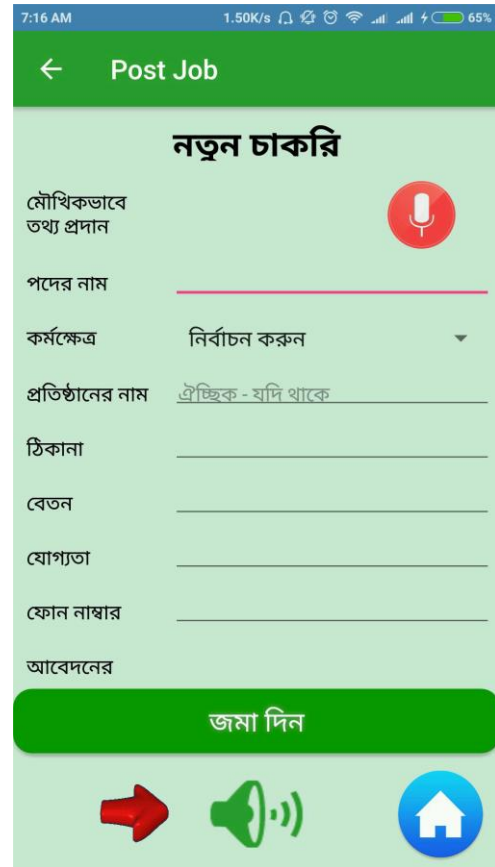 7:16 AM 1.50K/s 65%
Post Job
নতুন চাকরি
মৌখিকভাবে
তথ্য প্রদান
পদের নাম
কর্মক্ষেত্র নির্বাচন করুন
প্রতিষ্ঠানের নাম ঐচ্ছিক - যদি থাকে
ঠিকানা
বেতন
যোগ্যতা
ফোন নাম্বার
আবেদনের
জমা দিন